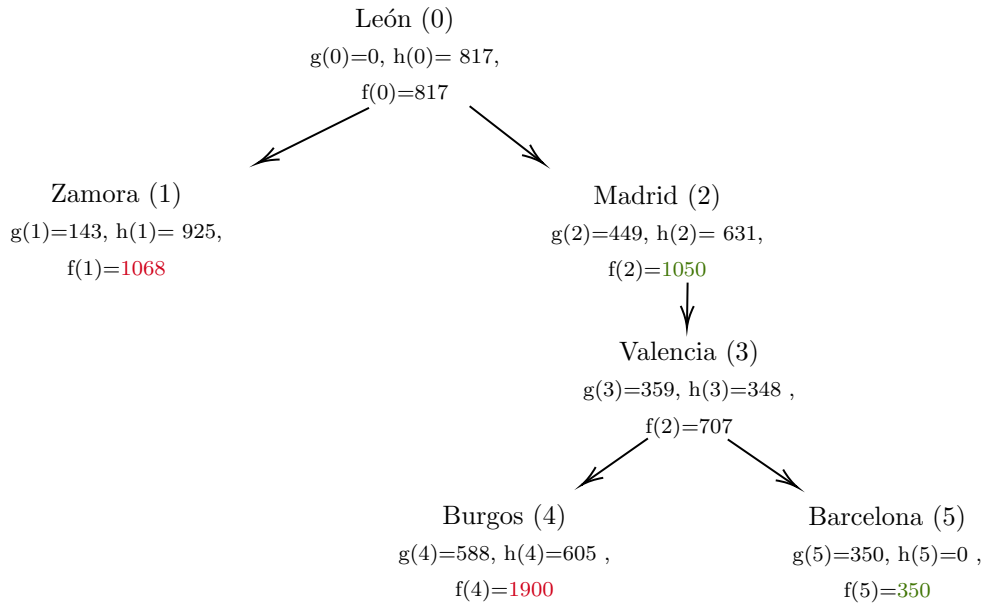 León (0)
g(0)=0, h(0)= 817,
f(0)=817
Zamora (1)
g(1)=143, h(1)= 925,
f(1)=1068
Madrid (2)
g(2)=449, h(2)= 631,
f(2)=1050
Valencia (3)
g(3)=359, h(3)=348 ,
f(2)=707
Burgos (4)
g(4)=588, h(4)=605 ,
f(4)=1900
Barcelona (5)
g(5)=350, h(5)=0 ,
f(5)=350